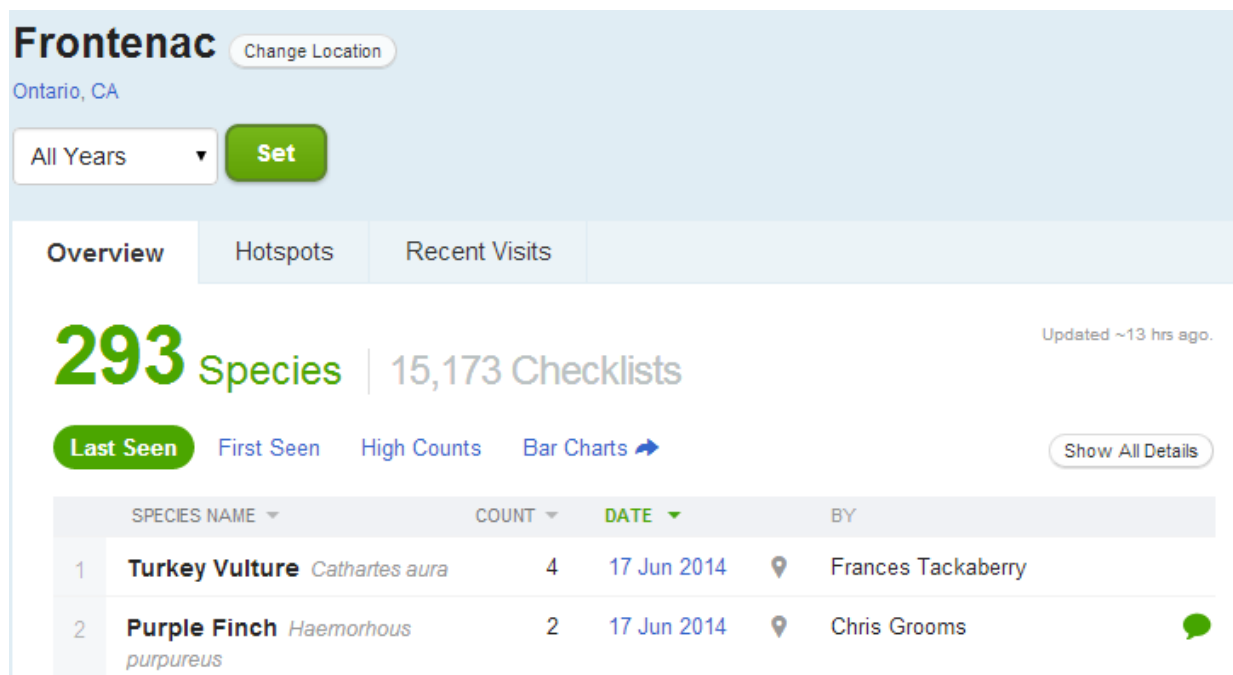 Frontenac Change Location
Ontario, CA
All Years Set
Overview Hotspots Recent Visits
293 Species 15,173 Checklists Updated ~13 hrs ago.
Last Seen First Seen High Counts Bar Charts Show All Details
SPECIES NAME COUNT DATE BY
1 Turkey Vulture Cathartes aura 4 17 Jun 2014 Frances Tackaberry
2 Purple Finch Haemorhous 2 17 Jun 2014 Chris Grooms
purpureus